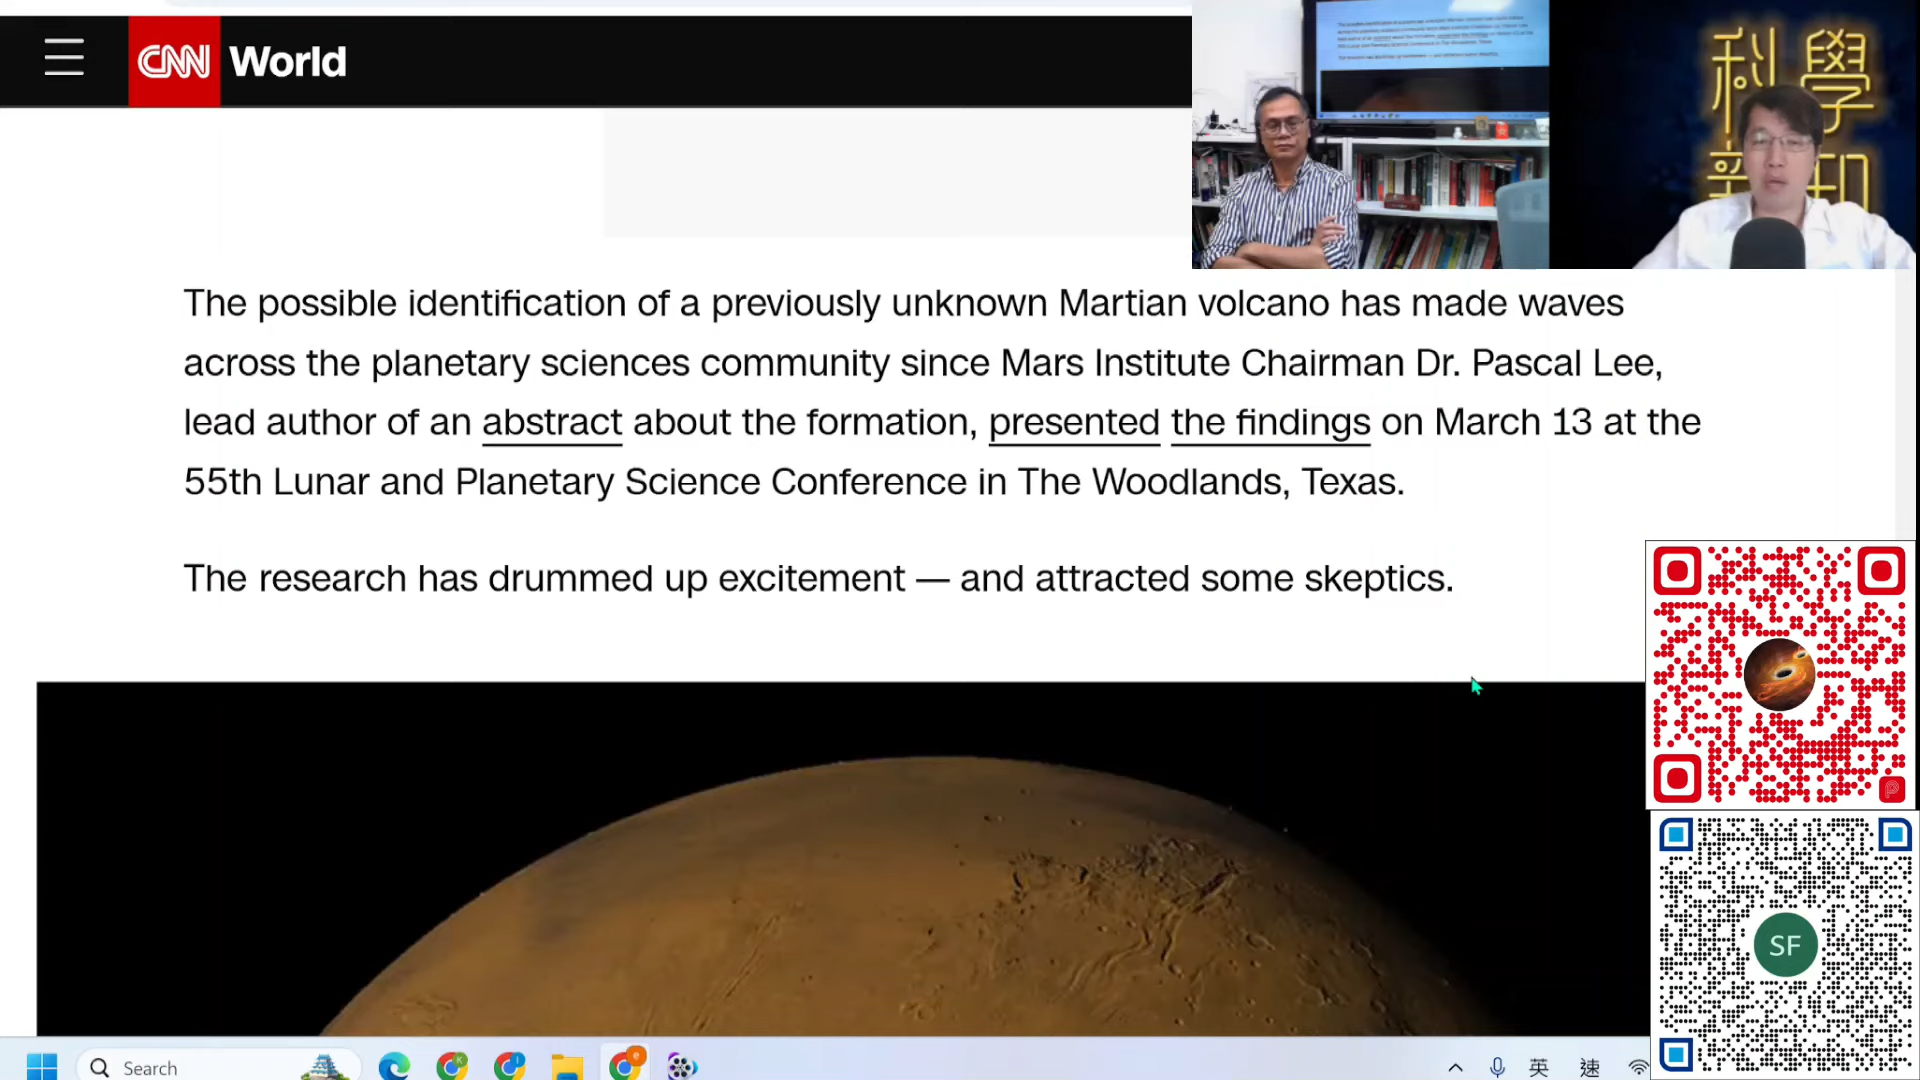 CNN World
科學
新知
The possible identification of a previously unknown Martian volcano has made waves
across the planetary sciences community since Mars Institute Chairman Dr. Pascal Lee,
lead author of an abstract about the formation, presented the findings on March 13 at the
55th Lunar and Planetary Science Conference in The Woodlands, Texas.
The research has drummed up excitement — and attracted some skeptics.
SF
Search
英
速